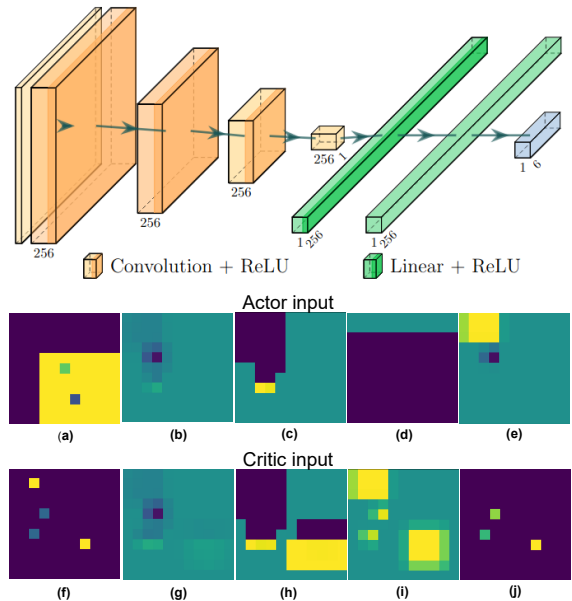 256
256
256
256 1
1 256
1 256
1 6
Convolution + ReLU
Linear + ReLU
Actor input
(a) (b) (c) (d) (e)
Critic input
(f) (g) (h) (i) (j)